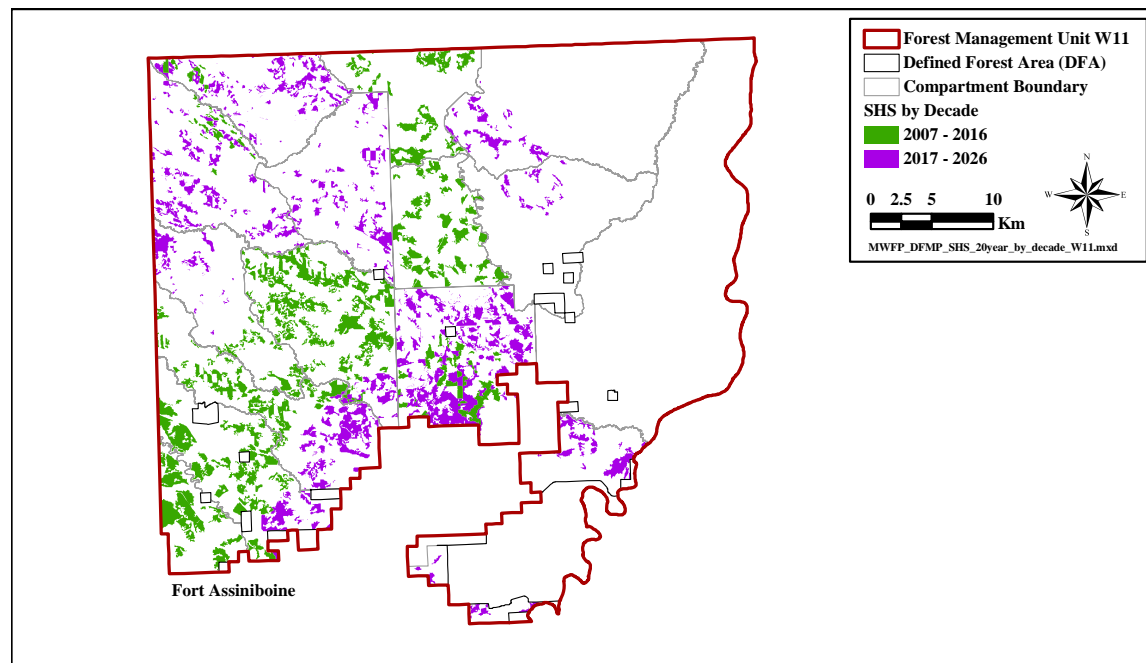 Forest Management Unit W11
Defined Forest Area (DFA)
Compartment Boundary
SHS by Decade
2007 - 2016
2017 - 2026
N
W E
S
0 2.5 5 10
Km
MWFP_DFMP_SHS_20year_by_decade_W11.mxd
Fort Assiniboine